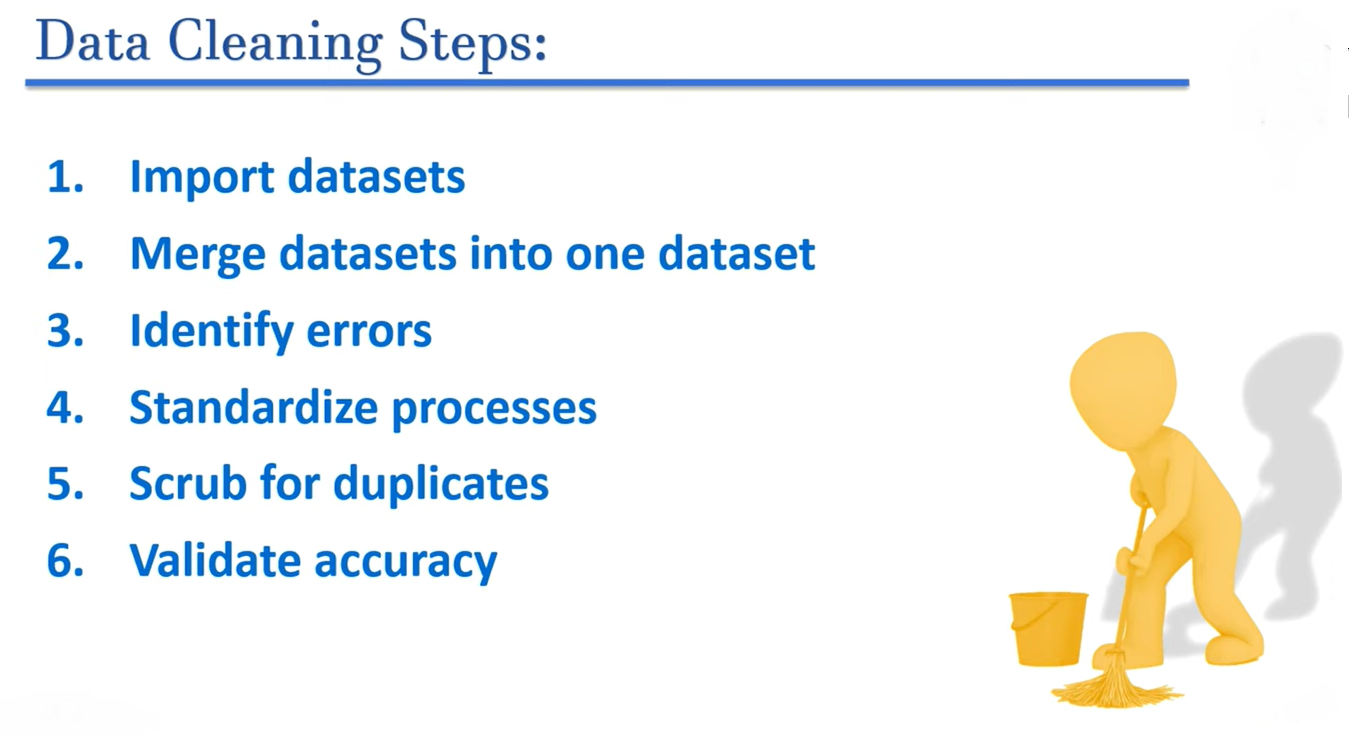 Data Cleaning Steps:
1. Import datasets
2. Merge datasets into one dataset
3. Identify errors
4. Standardize processes
5. Scrub for duplicates
6. Validate accuracy